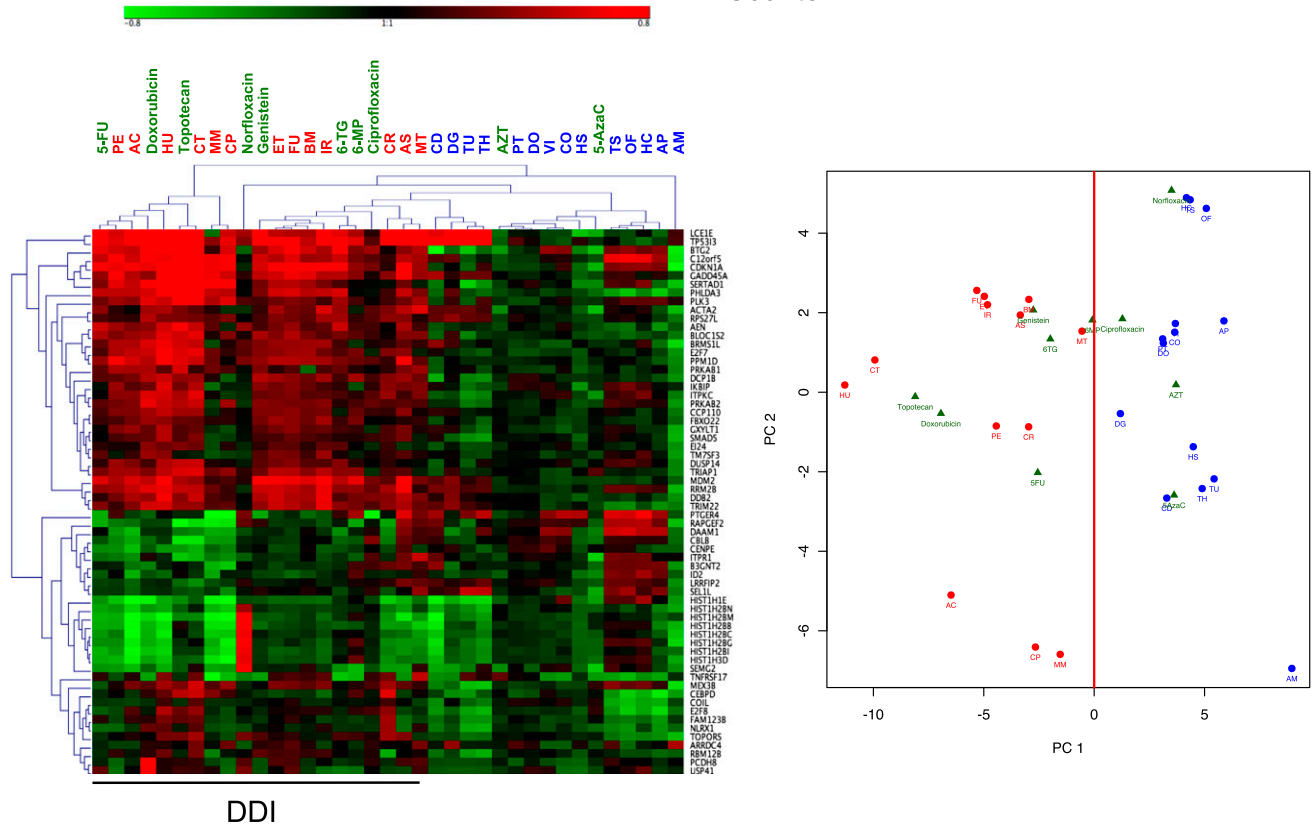 -0.8
1:1
0.8
5-FU
PE
AC
Doxorubicin
HU
Topotecan
CT
MM
CP
Norfloxacin
Genistein
ET
FU
BM
IR
6-TG
6-MP
Ciprofloxacin
CR
AS
MT
CD
DG
TU
TH
AZT
PT
DO
VI
CO
HS
5-AzaC
TS
OF
HC
AP
AM
LCE1E
TP53I3
BTG2
C12orf5
CDKN1A
GADD45A
SERTAD1
PHLDA3
PLK3
ACTA2
RPS27L
AEN
BLOC1S2
BRMS1L
E2F7
PPM1D
PRKAB1
DCP1B
IKBIP
ITPKC
PRKAB2
CCP110
FBXO22
GXYLT1
SMAD5
EI24
TM7SF3
DUSP14
TRIAP1
MDM2
RRM2B
DDB2
TRIM22
PTGER4
RAPGEF2
DAAM1
CBLB
CENPE
ITPR1
B3GNT2
ID2
LRRFIP2
SEL1L
HIST1H1E
HIST1H2BN
HIST1H2BM
HIST1H2BB
HIST1H2BC
HIST1H2BG
HIST1H2BI
HIST1H3D
SEMG2
TNFRSF17
MEX3B
CEBPD
COIL
E2F8
FAM123B
NLRX1
TOPORS
ARRDC4
RBM12B
PCDH8
USP41
DDI
PC 2
4
2
0
-2
-4
-6
Norfloxacin
OF
FU
IR
AS
Genistein
MT
Ciprofloxacin
6TG
CO
DO
AP
CT
HU
Topotecan
Doxorubicin
AZT
DG
PE
CR
HS
5FU
TU
TH
CD
5AzaC
AC
CP
MM
AM
-10
-5
0
5
PC 1